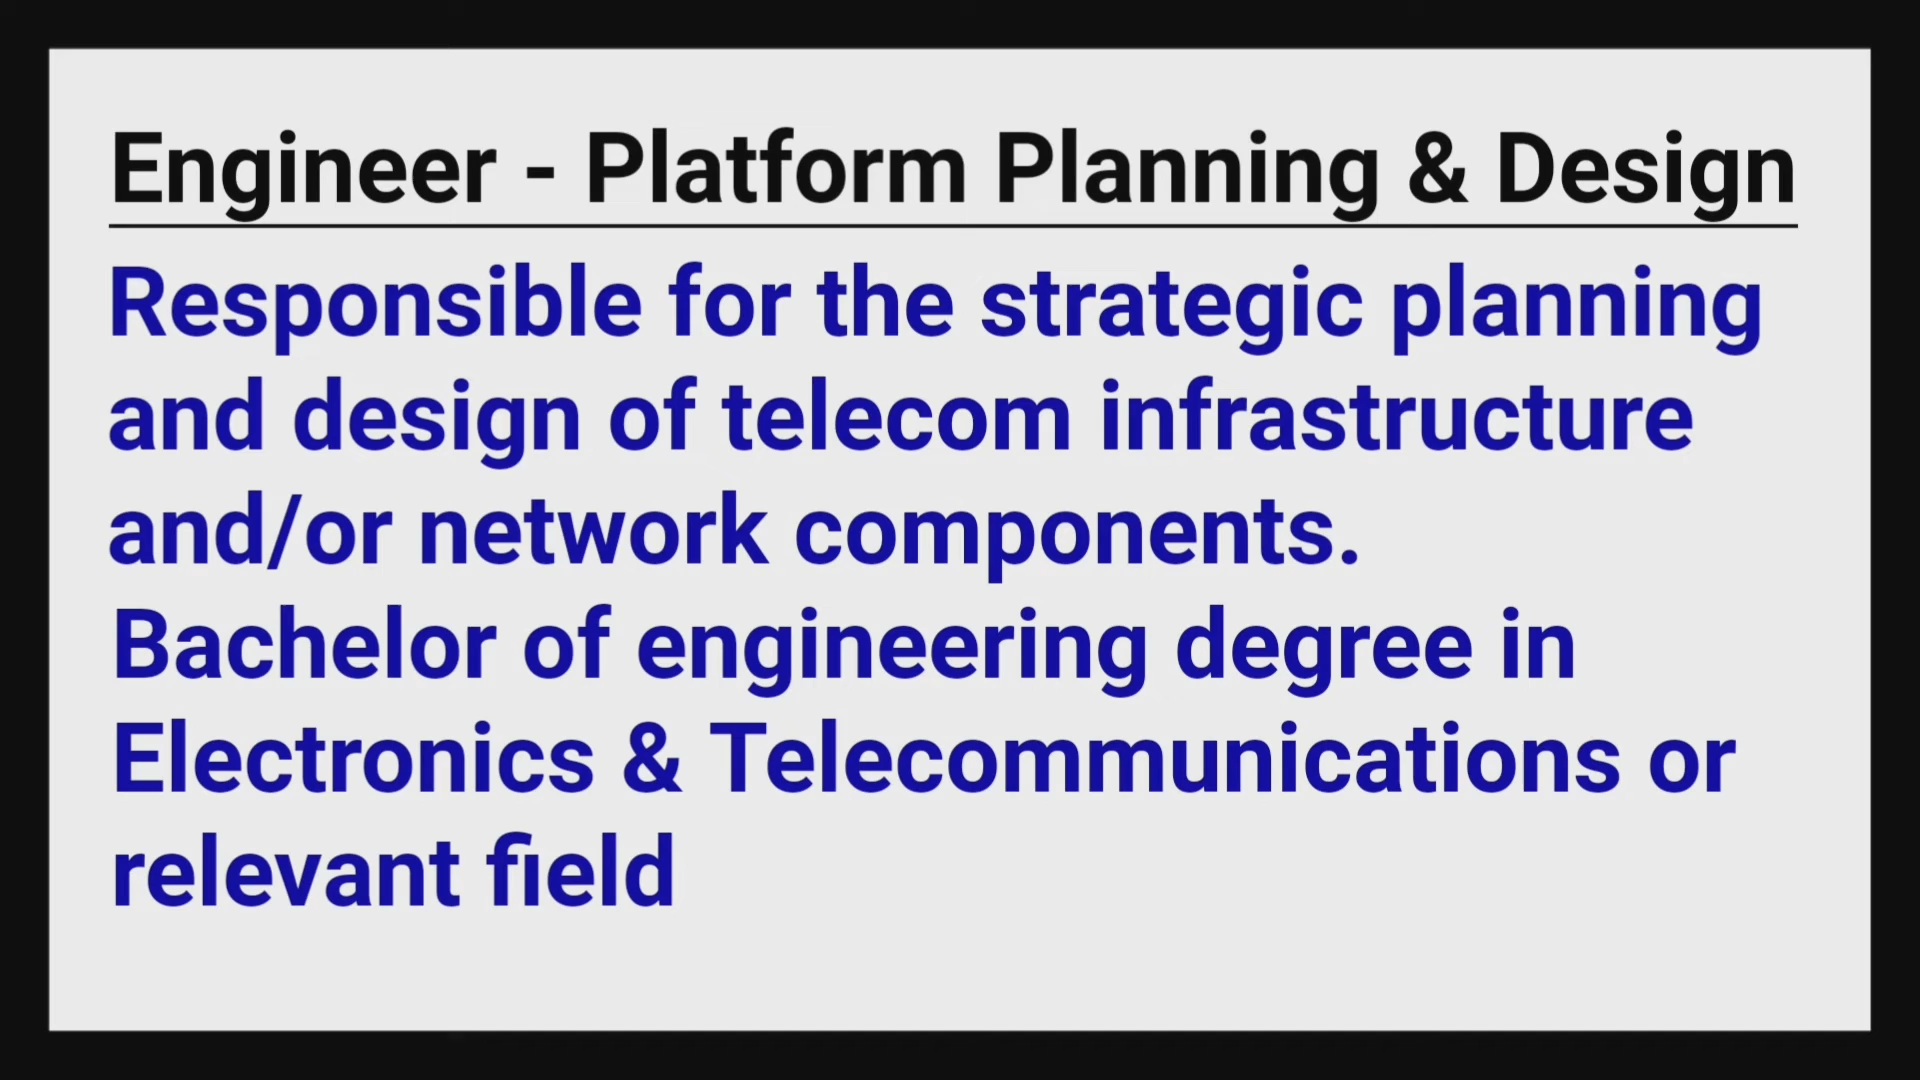 Engineer - Platform Planning & Design
Responsible for the strategic planning
and design of telecom infrastructure
and/or network components.
Bachelor of engineering degree in
Electronics & Telecommunications or
relevant field